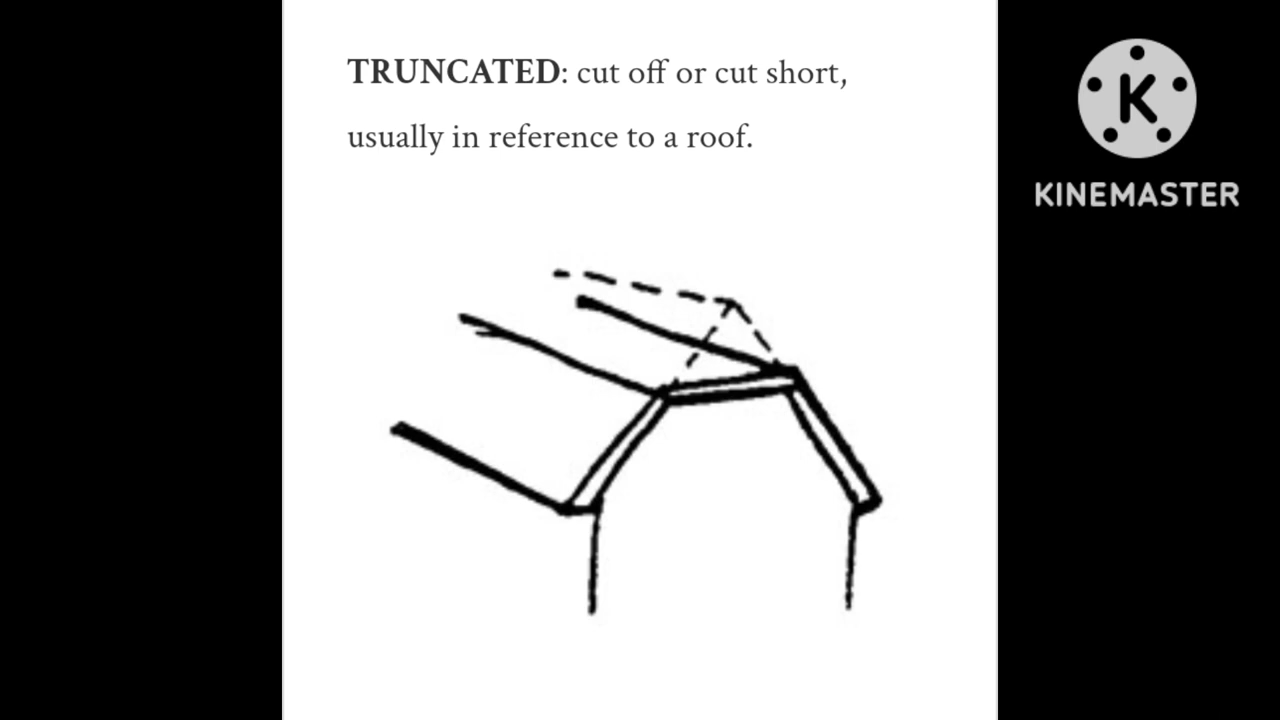 TRUNCATED: cut off or cut short,
usually in reference to a roof.
K
KINEMASTER